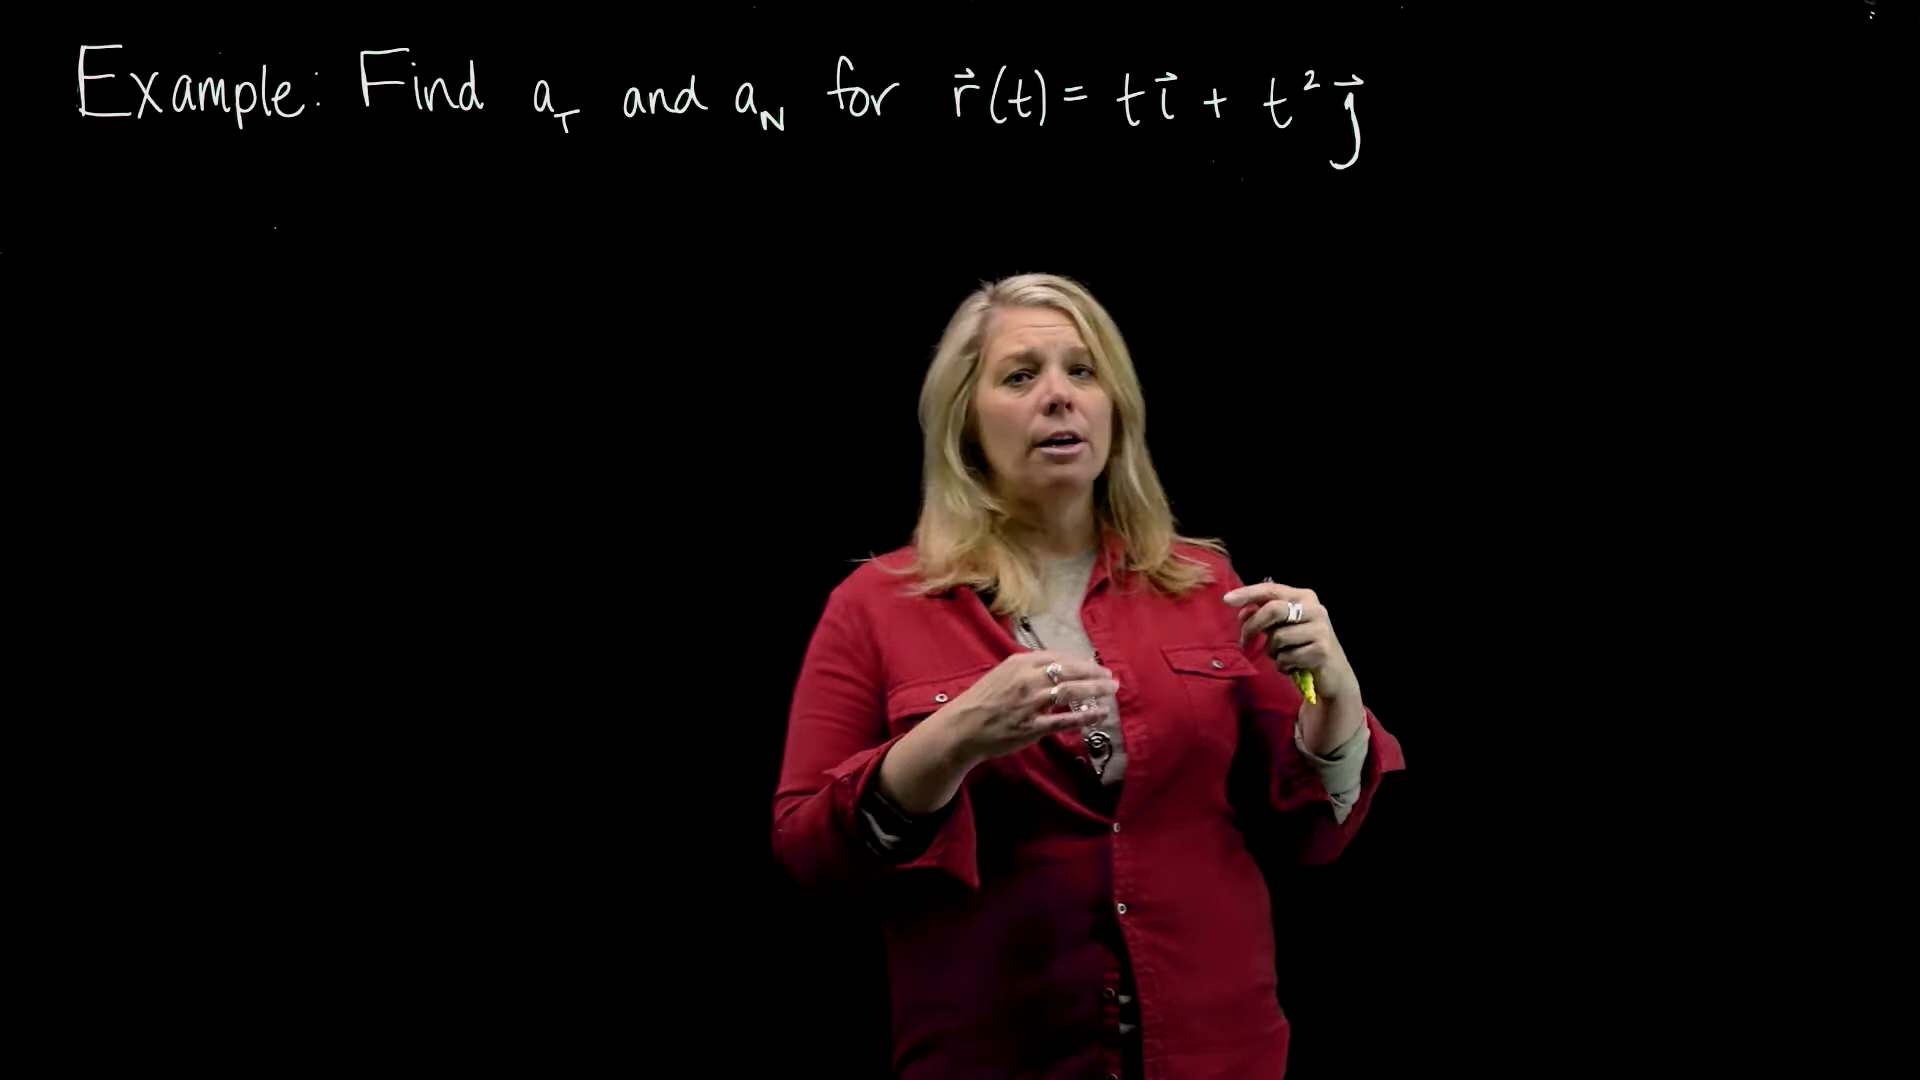 Example: Find a_T and a_N for r⃗(t) = t i⃗ + t² j⃗